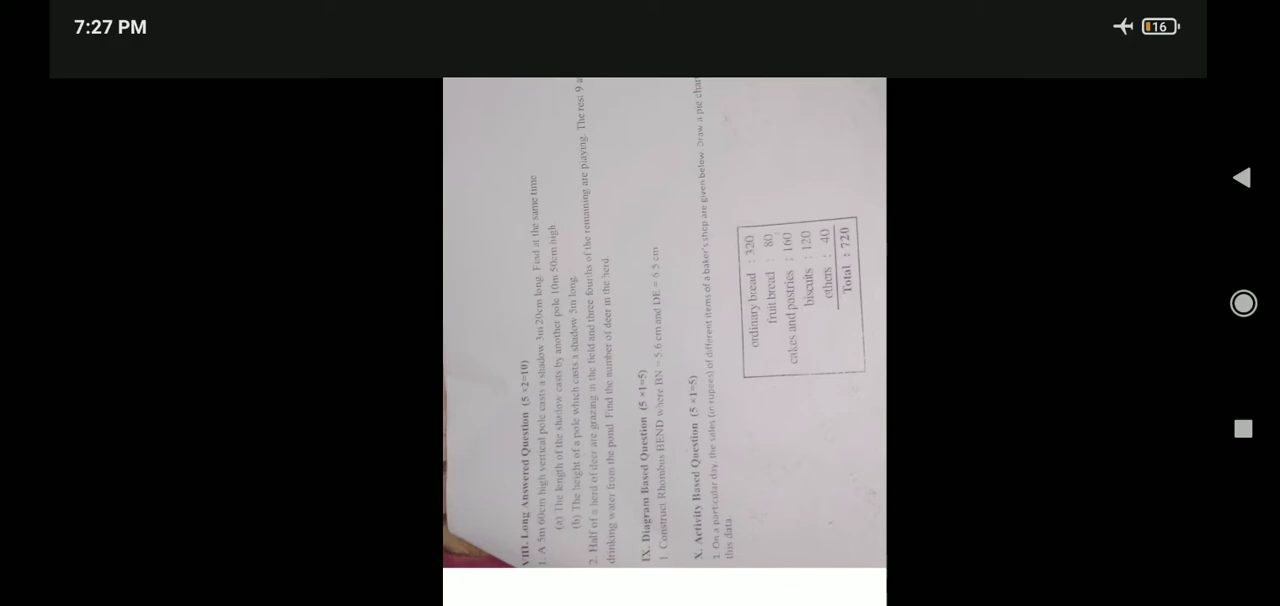 7:27 PM
16
VIII. Long Answered Question (5 ×2=10)
1. A 5m 60cm high vertical pole casts a shadow 3m 20cm long. Find at the same time
(a) The length of the shadow casts by another pole 10m 50cm high
(b) The height of a pole which casts a shadow 5m long.
2. Half of a herd of deer are grazing in the field and three fourths of the remaining are playing. The rest 9 a
drinking water from the pond. Find the number of deer in the herd.
IX. Diagram Based Question (5 ×1=5)
1. Construct Rhombus BEND where BN = 5.6 cm and DE = 6.5 cm
X. Activity Based Question (5 ×1=5)
1. On a particular day, the sales (in rupees) of different items of a baker's shop are given below. Draw a pie char
this data.
ordinary bread : 320
fruit bread : 80
cakes and pastries : 160
biscuits : 120
others : 40
Total : 720